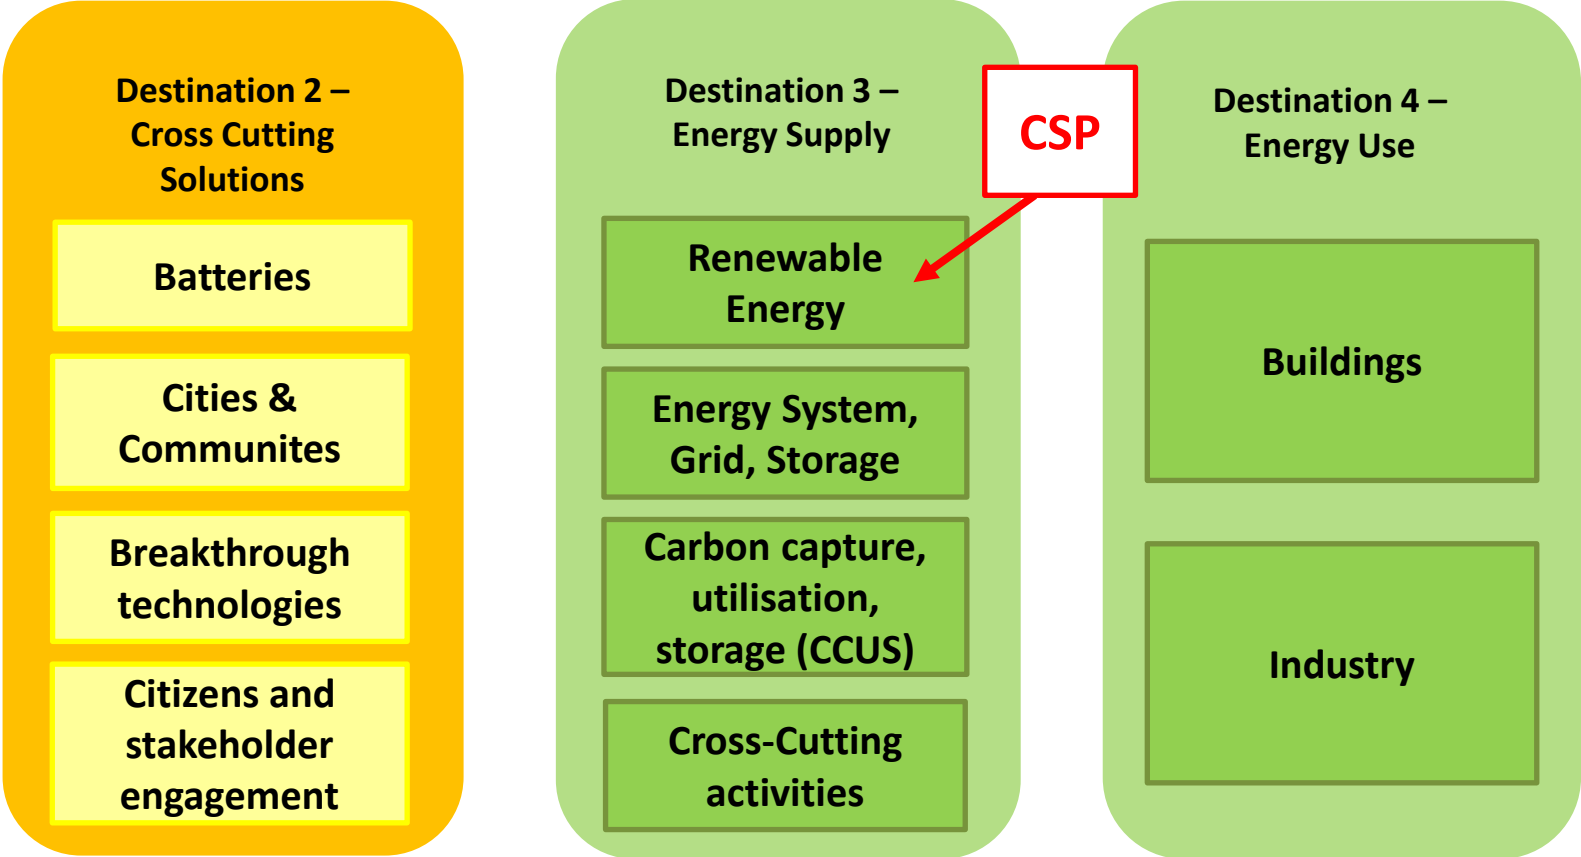 Destination 2 –
Cross Cutting
Solutions
Batteries
Cities &
Communites
Breakthrough
technologies
Citizens and
stakeholder
engagement
Destination 3 –
Energy Supply
CSP
Renewable
Energy
Energy System,
Grid, Storage
Carbon capture,
utilisation,
storage (CCUS)
Cross-Cutting
activities
Destination 4 –
Energy Use
Buildings
Industry